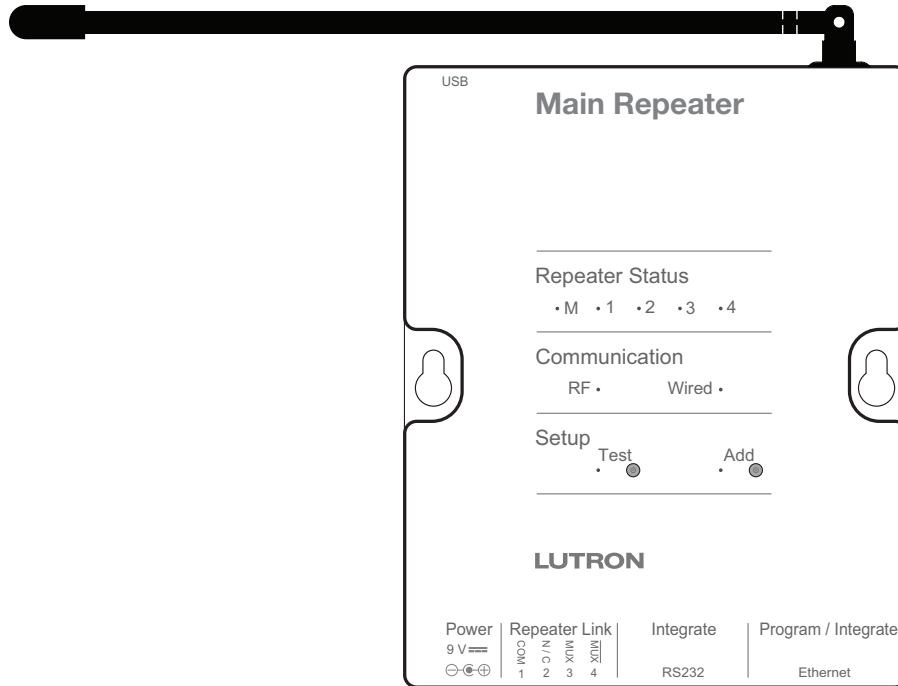 USB
Main Repeater
Repeater Status
M 1 2 3 4
Communication
RF Wired
Setup
Test Add
LUTRON
Power Repeater Link Integrate Program / Integrate
9 V
COM N/C MUX MUX
1 2 3 4 RS232 Ethernet